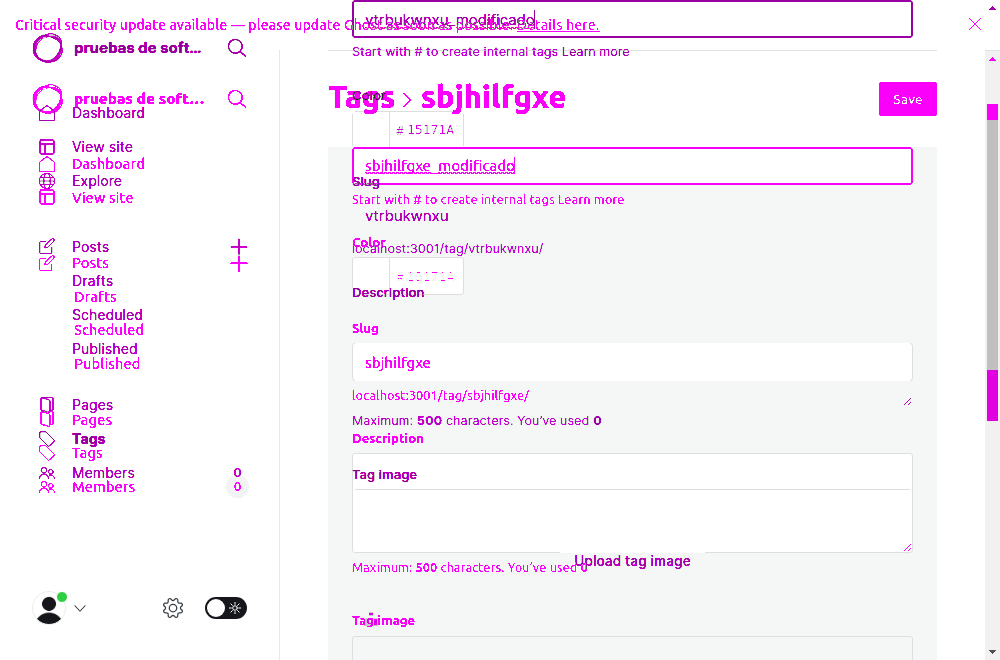 vtrbukwnxu modificado
Critical security update available — please update Ghost as soon as possible. Details here.
pruebas de soft...
Start with # to create internal tags Learn more
pruebas de soft...
Tags > sbjhilfgxe
Save
Color
Dashboard
# 15171A
View site
Dashboard
sbjhilfgxe modificado
Explore
Slug
View site
Start with # to create internal tags Learn more
vtrbukwnxu
Posts
Color
localhost:3001/tag/vtrbukwnxu/
Posts
# 15171A
Drafts
Description
Drafts
Scheduled
Slug
Scheduled
Published
Published
sbjhilfgxe
localhost:3001/tag/sbjhilfgxe/
Pages
Pages
Maximum: 500 characters. You've used 0
Tags
Description
Tags
Members 0
Tag image
Members 0
Upload tag image
Maximum: 500 characters. You've used 0
Tag image